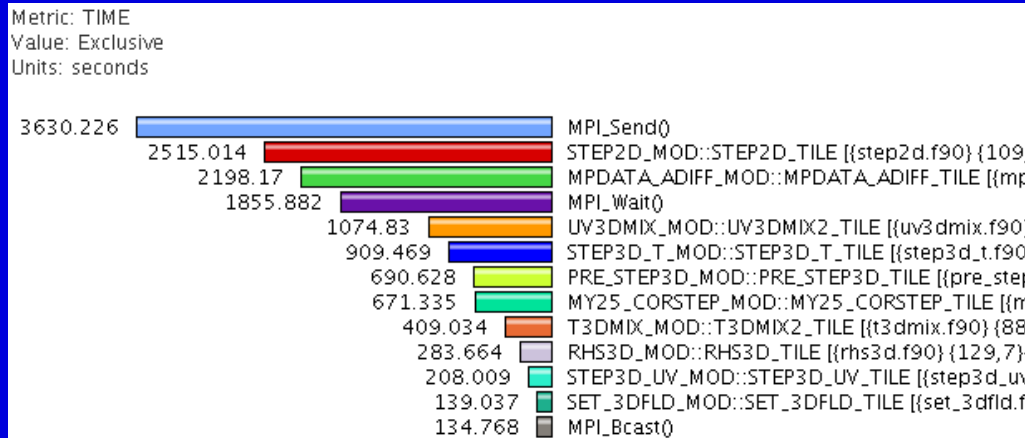 Metric: TIME
Value: Exclusive
Units: seconds
3630.226 MPI_Send()
2515.014 STEP2D_MOD::STEP2D_TILE [{step2d.f90} {109,
2198.17 MPDATA_ADIFF_MOD::MPDATA_ADIFF_TILE [{mp
1855.882 MPI_Wait()
1074.83 UV3DMIX_MOD::UV3DMIX2_TILE [{uv3dmix.f90}
909.469 STEP3D_T_MOD::STEP3D_T_TILE [{step3d_t.f90
690.628 PRE_STEP3D_MOD::PRE_STEP3D_TILE [{pre_step
671.335 MY25_CORSTEP_MOD::MY25_CORSTEP_TILE [{m
409.034 T3DMIX_MOD::T3DMIX2_TILE [{t3dmix.f90} {88
283.664 RHS3D_MOD::RHS3D_TILE [{rhs3d.f90} {129,7}
208.009 STEP3D_UV_MOD::STEP3D_UV_TILE [{step3d_uv
139.037 SET_3DFLD_MOD::SET_3DFLD_TILE [{set_3dfld.f
134.768 MPI_Bcast()